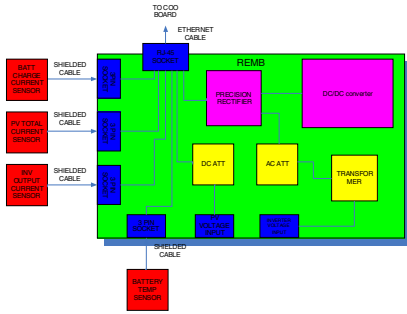 TO COO
BOARD
ETHERNET
CABLE
SHIELDED
CABLE
BATT
CHARGE
CURRENT
SENSOR
SOCKET
REMB
PRECISION
RECTIFIER
DC/DC converter
SHIELDED
CABLE
PV TOTAL
CURRENT
SENSOR
SHIELDED
CABLE
INV
OUTPUT
CURRENT
SENSOR
DC ATT
AC ATT
TRANSFOR
MER
SOCKET
VOLTAGE
INPUT
SHIELDED
CABLE
BATTERY
TEMP
SENSOR